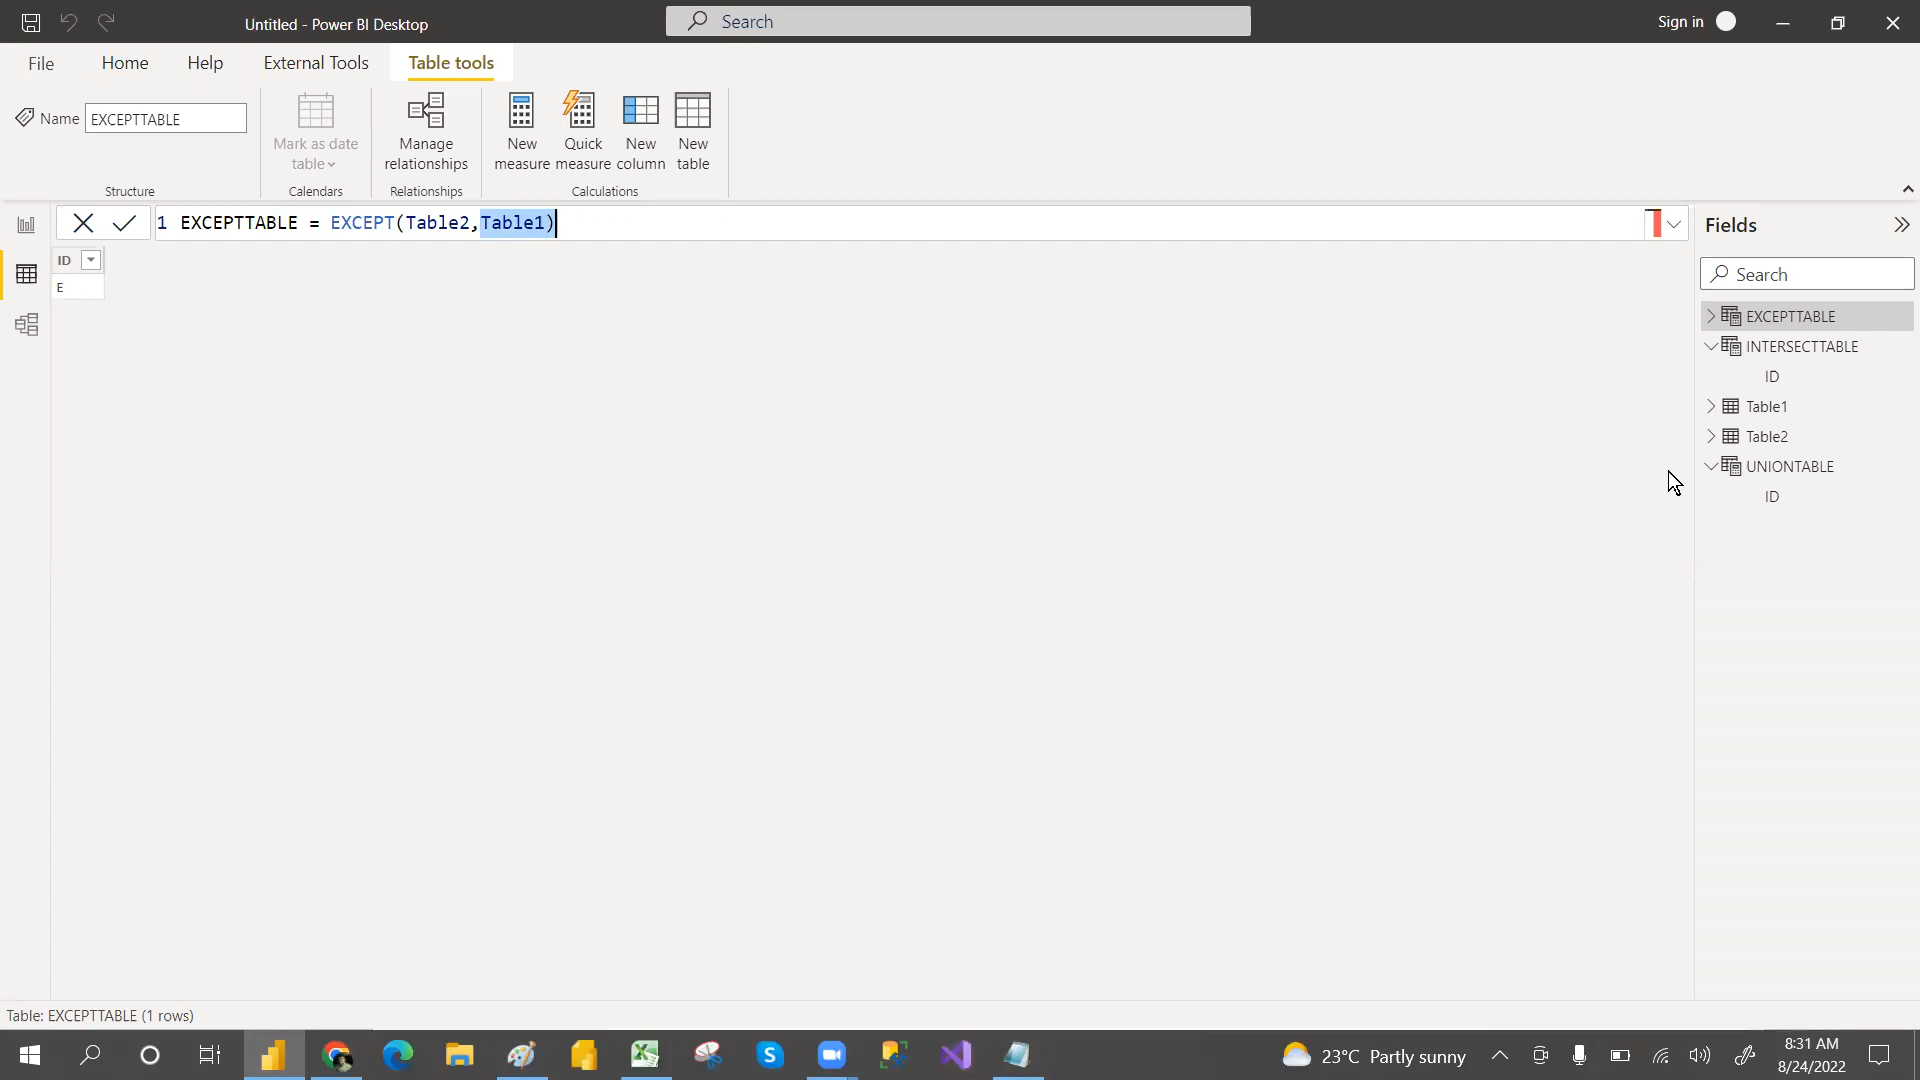 Untitled - Power BI Desktop
Search
Sign in
File
Home
Help
External Tools
Table tools
Name
EXCEPTTABLE
Mark as date
table
Manage
relationships
New
measure
Quick
measure
New
column
New
table
Structure
Calendars
Relationships
Calculations
1 EXCEPTTABLE = EXCEPT(Table2,Table1)
Fields
ID
E
Search
EXCEPTTABLE
INTERSECTTABLE
ID
Table1
Table2
UNIONTABLE
ID
Table: EXCEPTTABLE (1 rows)
S
23°C Partly sunny
8:31 AM
8/24/2022